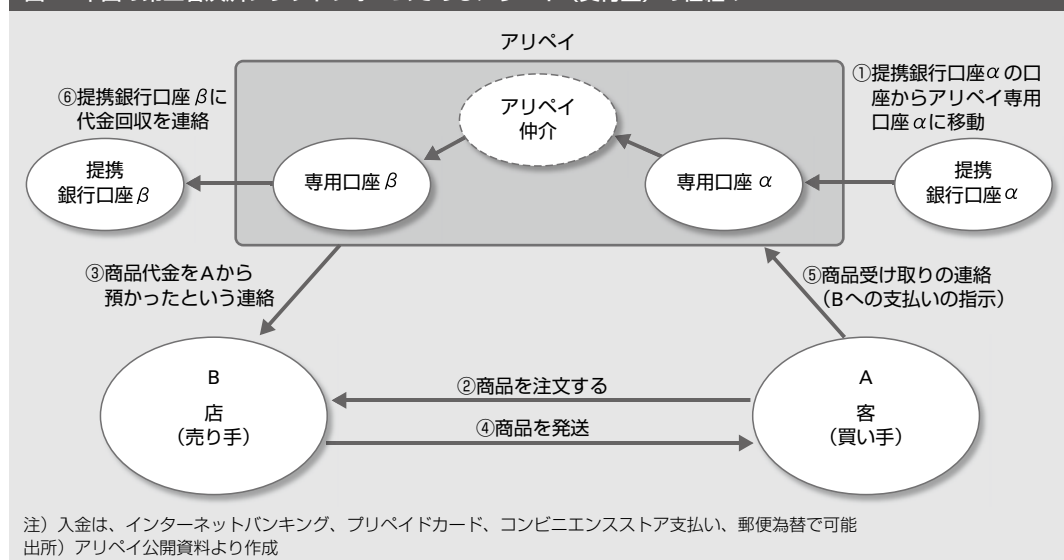 アリペイ
①提携銀行口座αの口
座からアリペイ専用
口座αに移動
⑥提携銀行口座βに
代金回収を連絡
アリペイ
仲介
提携
銀行口座β
専用口座β
専用口座α
提携
銀行口座α
③商品代金をAから
預かったという連絡
⑤商品受け取りの連絡
（Bへの支払いの指示）
B
店
（売り手）
②商品を注文する
④商品を発送
A
客
（買い手）
注）入金は、インターネットバンキング、プリペイドカード、コンビニエンスストア支払い、郵便為替で可能
出所）アリペイ公開資料より作成